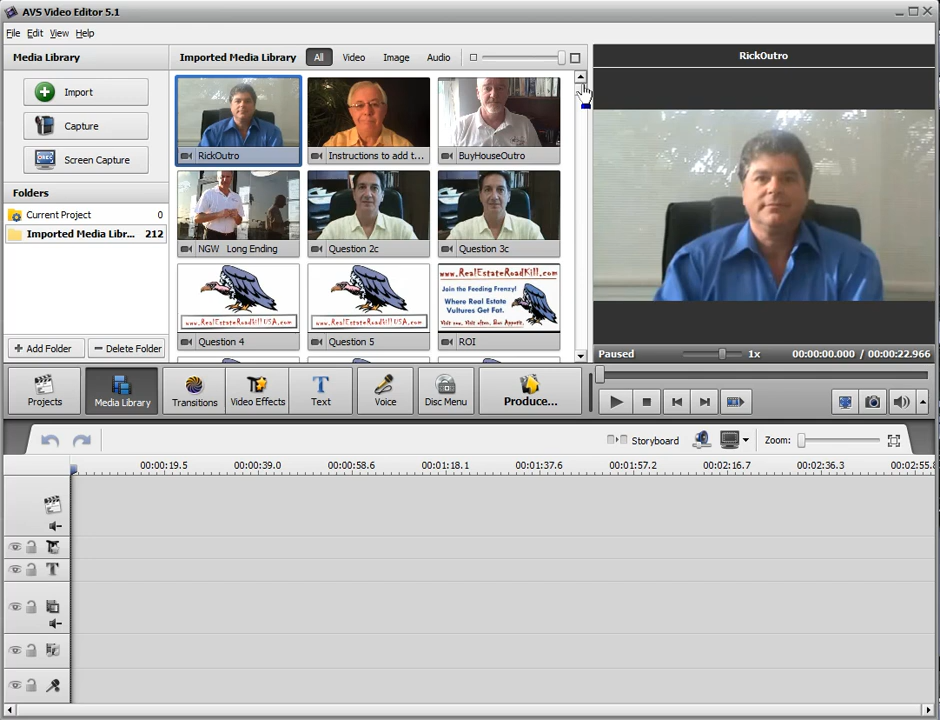 AVS Video Editor 5.1
File Edit View Help
Media Library
Imported Media Library All Video Image Audio
RickOutro
Import
Capture
Screen Capture
Folders
Current Project 0
Imported Media Libr... 212
Add Folder Delete Folder
RickOutro Instructions to add t... BuyHouseOutro
NGW Long Ending Question 2c Question 3c
www.RealEstateRoadKillUSA.com
www.RealEstateRoadKillUSA.com
www.RealEstateRoadKill.com
Join the Feeding Frenzy!
Where Real Estate
Vultures Get Fat.
Visit now. Visit often. Bon Appetit.
Question 4 Question 5 ROI
Paused 1x 00:00:00.000 / 00:00:22.966
Projects Media Library Transitions Video Effects Text Voice Disc Menu Produce...
Storyboard Zoom:
00:00:19.5 00:00:39.0 00:00:58.6 00:01:18.1 00:01:37.6 00:01:57.2 00:02:16.7 00:02:36.3 00:02:55.8